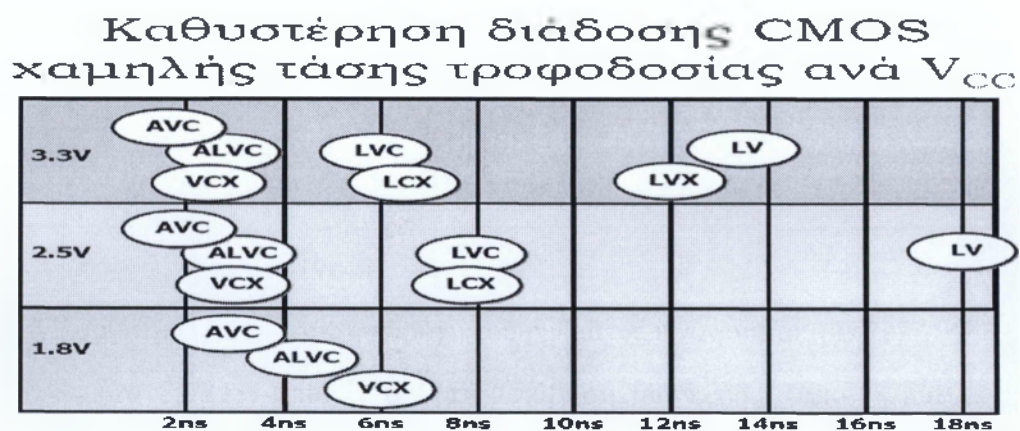 Καθυστέρηση διάδοσης CMOS
χαμηλής τάσης τροφοδοσίας ανά V_CC
AVC
3.3V ALVC LVC LV
VCX LCX LVX
AVC
2.5V ALVC LVC LV
VCX LCX
AVC
1.8V ALVC
VCX
2ns 4ns 6ns 8ns 10ns 12ns 14ns 16ns 18ns